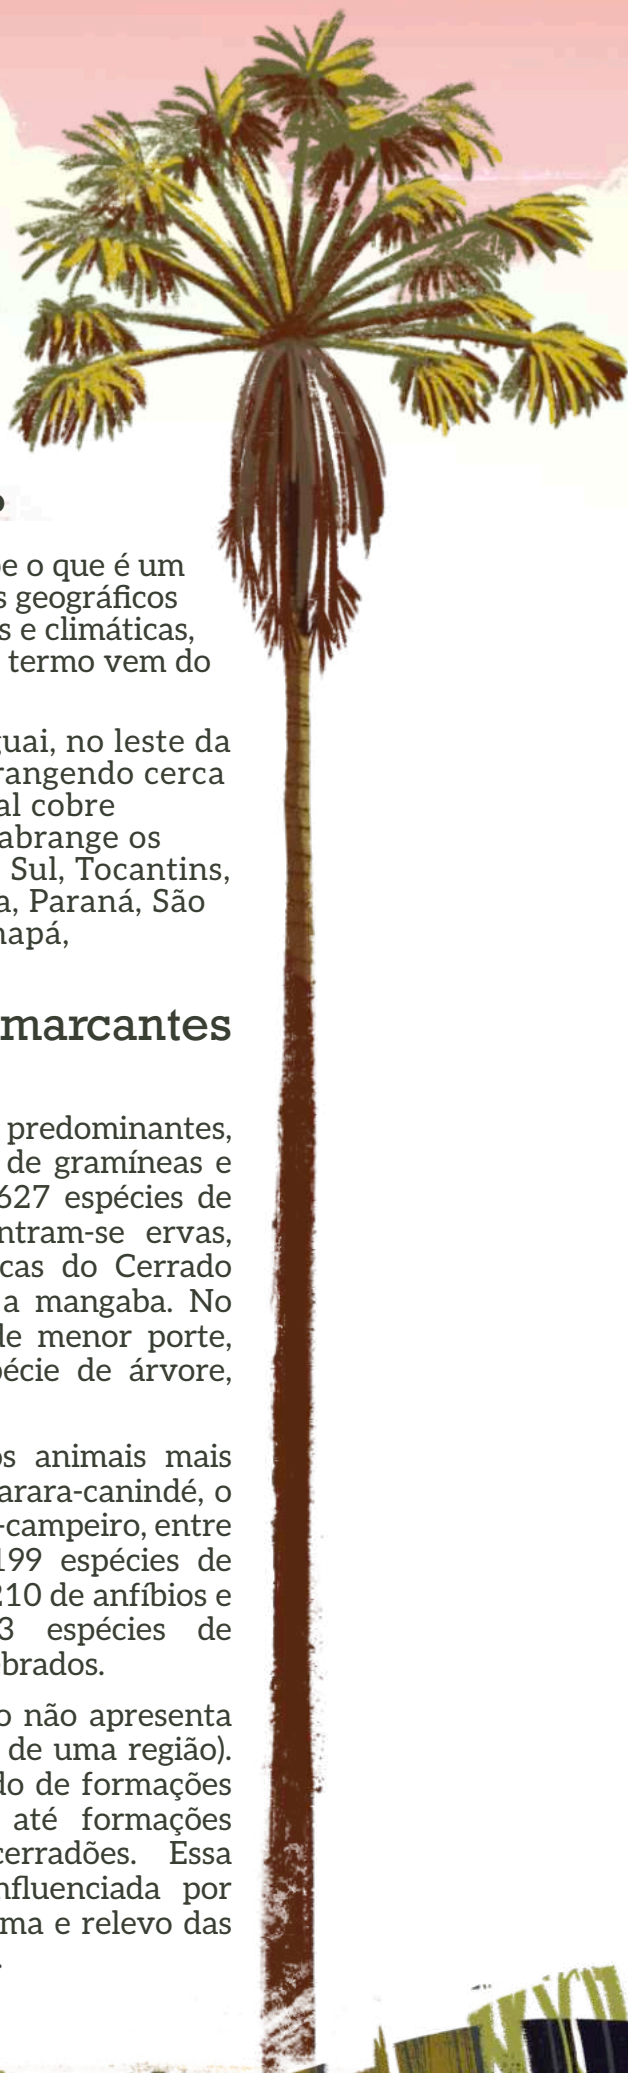 e o que é um
s geográficos
s e climáticas,
termo vem do
guai, no leste da
rangendo cerca
al cobre
abrange os
Sul, Tocantins,
a, Paraná, São
napá,
marcantes
predominantes,
de gramíneas e
627 espécies de
ntram-se ervas,
cas do Cerrado
a mangaba. No
de menor porte,
pécie de árvore,
os animais mais
arara-canindé, o
-campeiro, entre
199 espécies de
210 de anfíbios e
3 espécies de
brados.
o não apresenta
de uma região).
do de formações
até formações
cerradões. Essa
nfluenciada por
ma e relevo das
.